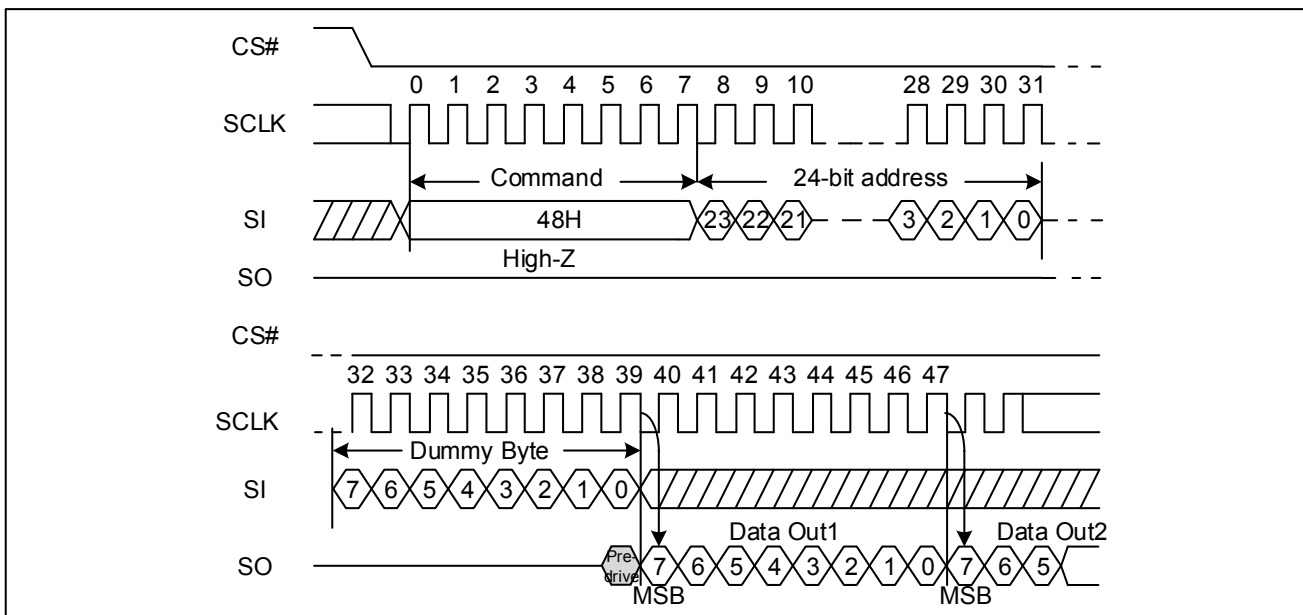 CS#
0 1 2 3 4 5 6 7 8 9 10 28 29 30 31
SCLK
Command 24-bit address
SI 48H 23 22 21 3 2 1 0
High-Z
SO
CS#
32 33 34 35 36 37 38 39 40 41 42 43 44 45 46 47
SCLK
Dummy Byte
SI 7 6 5 4 3 2 1 0
Data Out1 Data Out2
SO Pre-drive 7 6 5 4 3 2 1 0 7 6 5
MSB MSB